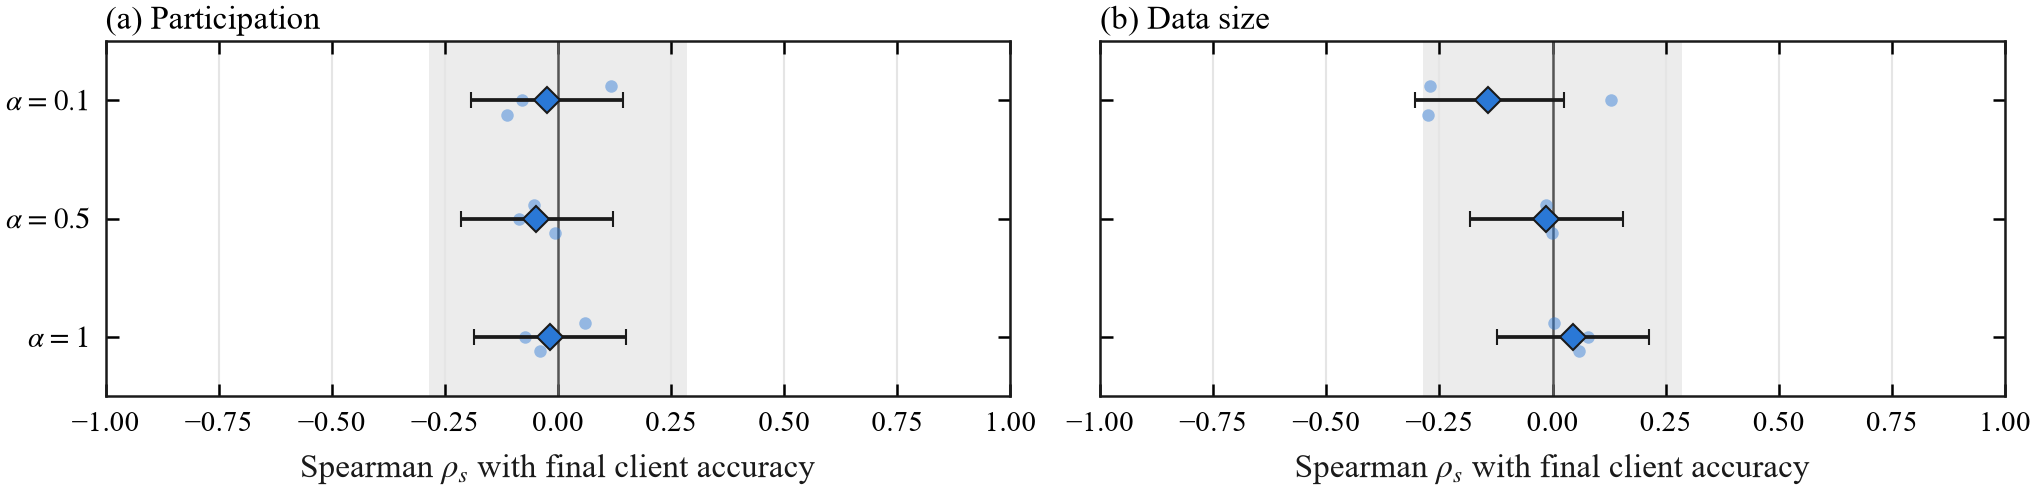 (a) Participation
(b) Data size
α = 0.1
α = 0.5
α = 1
−1.00 −0.75 −0.50 −0.25 0.00 0.25 0.50 0.75 1.00
−1.00 −0.75 −0.50 −0.25 0.00 0.25 0.50 0.75 1.00
Spearman ρₛ with final client accuracy
Spearman ρₛ with final client accuracy